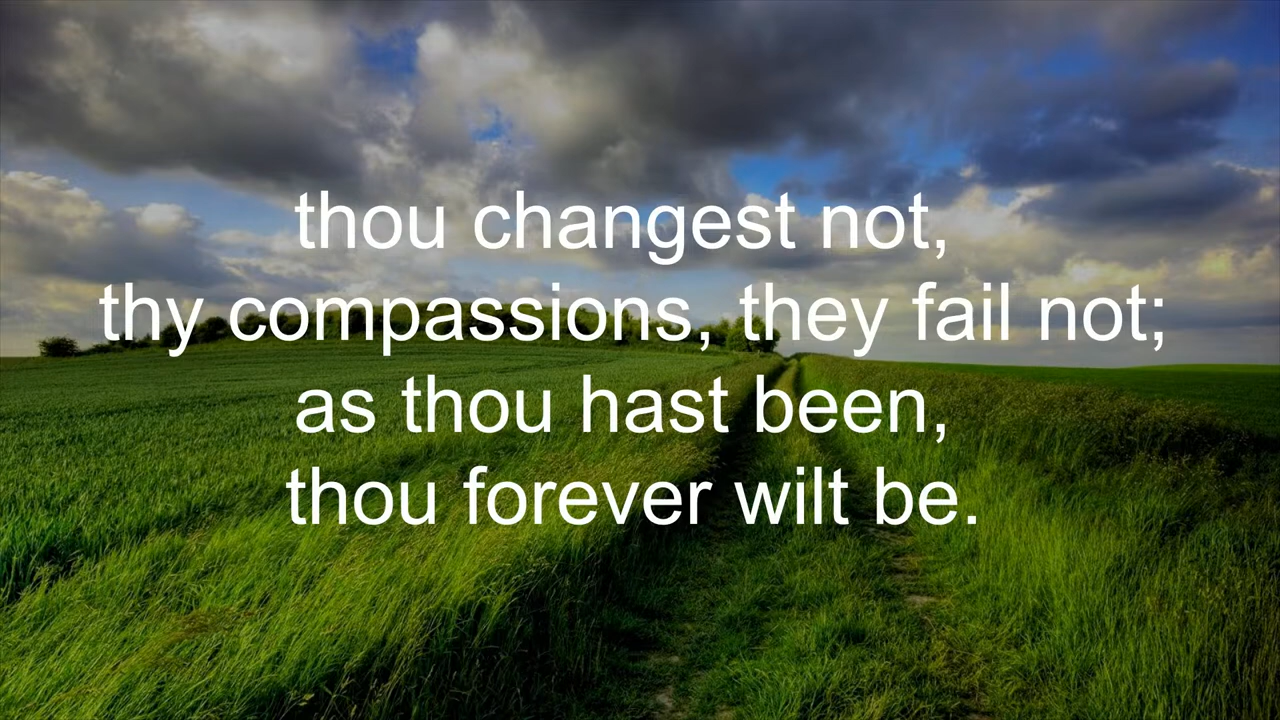 thou changest not,
thy compassions, they fail not;
as thou hast been,
thou forever wilt be.